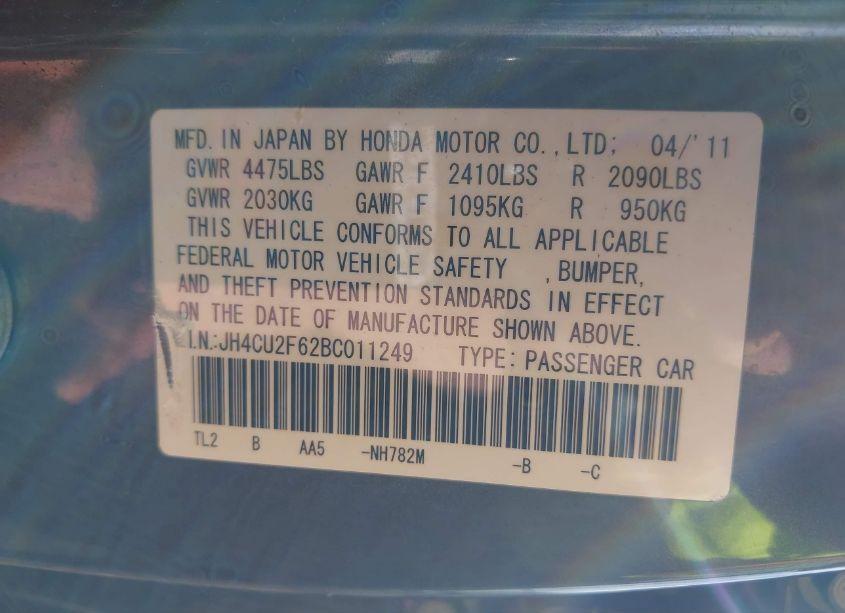 MFD. IN JAPAN BY HONDA MOTOR CO.,LTD; 04/'11
GVWR 4475LBS GAWR F 2410LBS R 2090LBS
GVWR 2030KG GAWR F 1095KG R 950KG
THIS VEHICLE CONFORMS TO ALL APPLICABLE
FEDERAL MOTOR VEHICLE SAFETY , BUMPER,
AND THEFT PREVENTION STANDARDS IN EFFECT
ON THE DATE OF MANUFACTURE SHOWN ABOVE.
.I.N.:JH4CU2F62BC011249 TYPE: PASSENGER CAR
TL2 B AA5 -NH782M -B -C